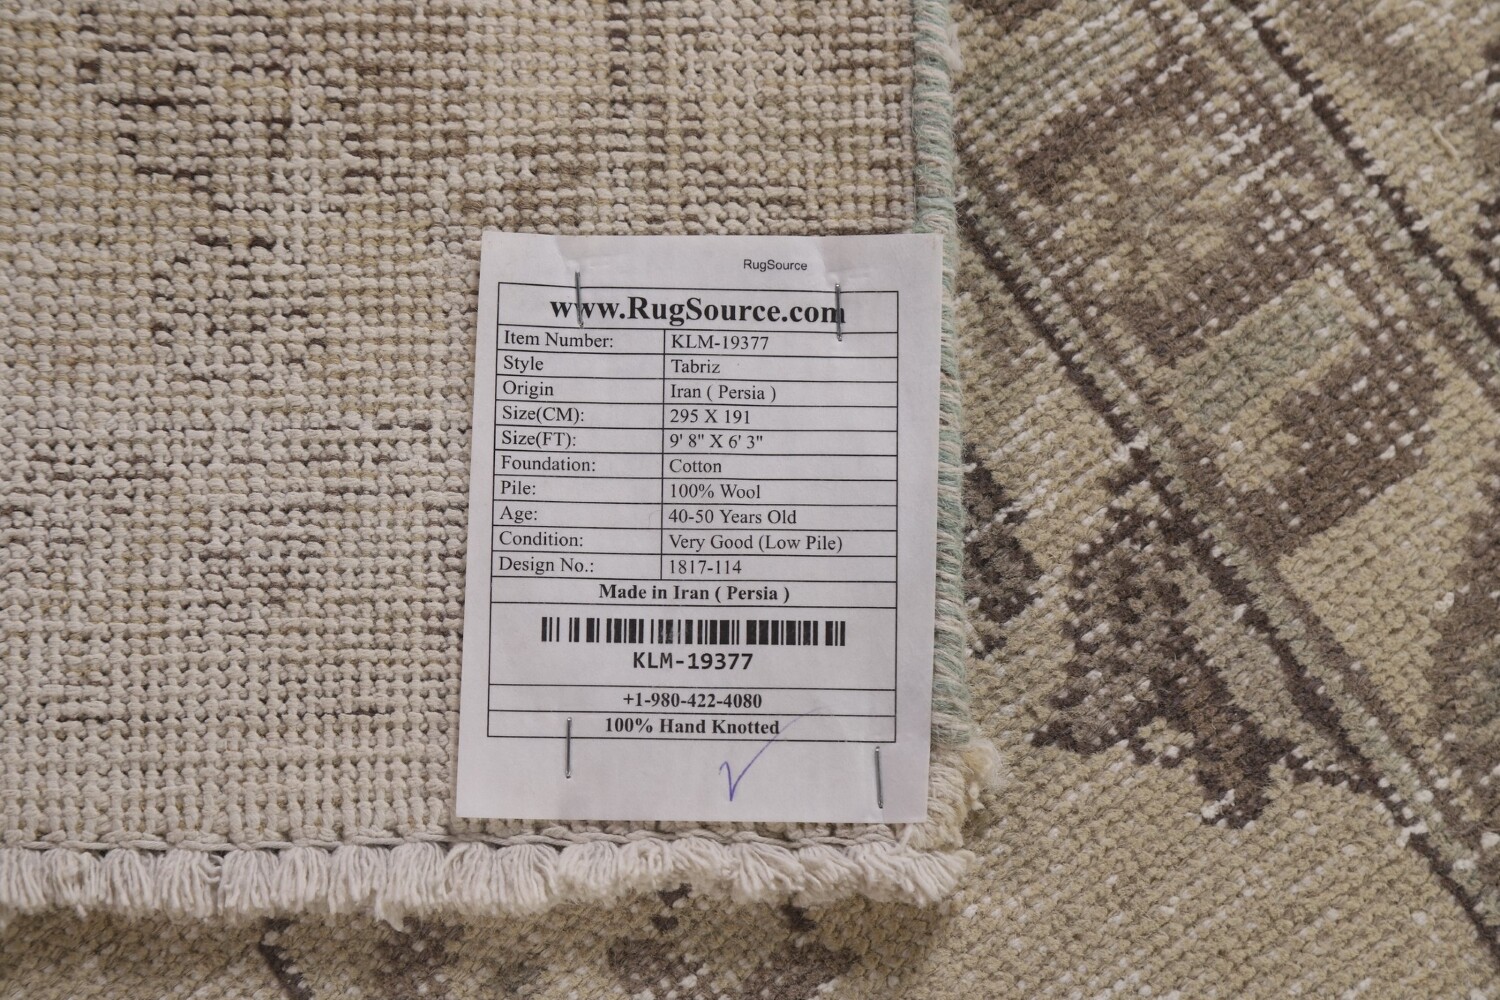 RugSource
www.RugSource.com
Item Number: KLM-19377
Style Tabriz
Origin Iran ( Persia )
Size(CM): 295 X 191
Size(FT): 9' 8" X 6' 3"
Foundation: Cotton
Pile: 100% Wool
Age: 40-50 Years Old
Condition: Very Good (Low Pile)
Design No.: 1817-114
Made in Iran ( Persia )
KLM-19377
+1-980-422-4080
100% Hand Knotted